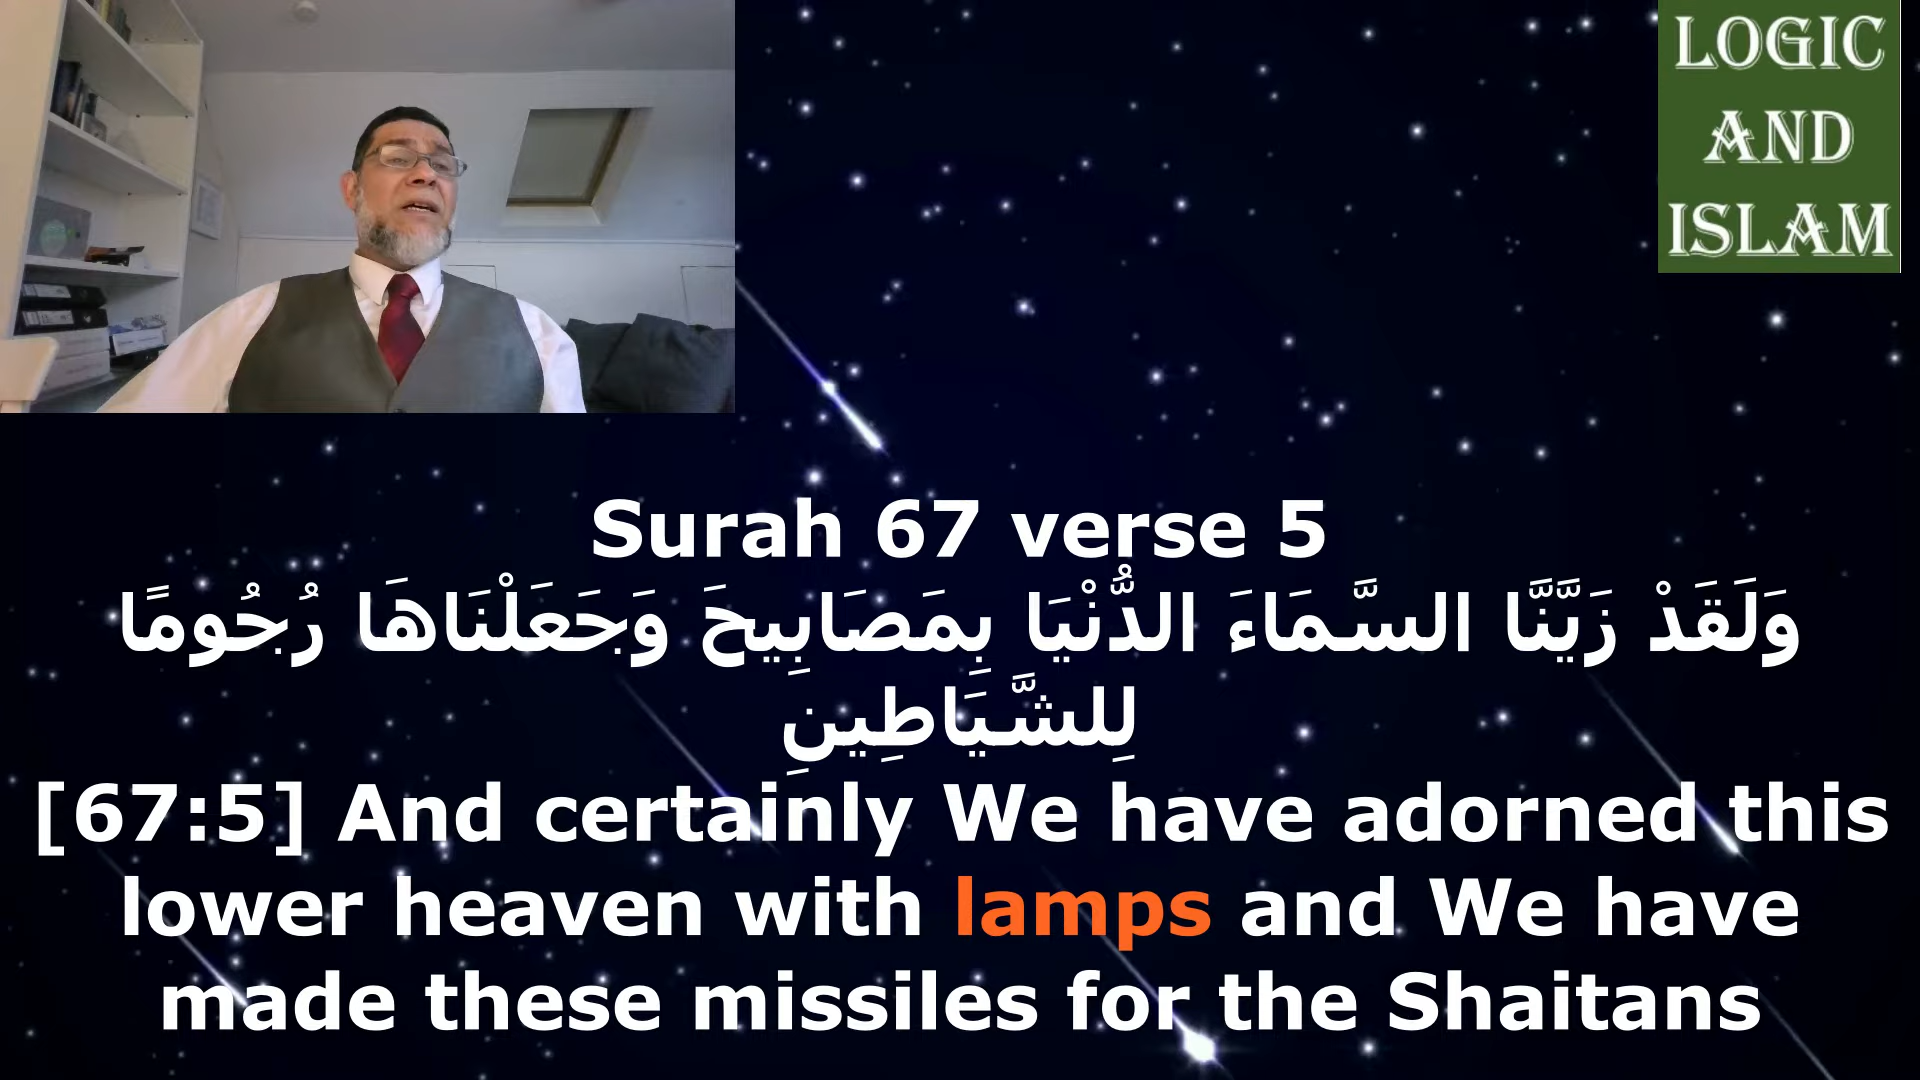 LOGIC
AND
ISLAM
Surah 67 verse 5
وَلَقَدْ زَيَّنَّا السَّمَاءَ الدُّنْيَا بِمَصَابِيحَ وَجَعَلْنَاهَا رُجُومًا
لِلشَّيَاطِينِ
[67:5] And certainly We have adorned this
lower heaven with lamps and We have
made these missiles for the Shaitans